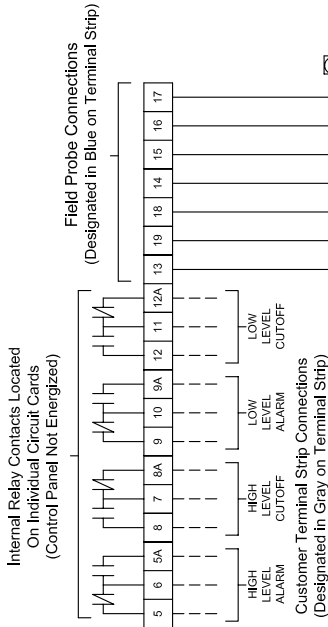 Internal Relay Contacts Located
On Individual Circuit Cards
(Control Panel Not Energized)
Field Probe Connections
(Designated in Blue on Terminal Strip)
5 6 5A 8 7 8A 9 10 9A 12 11 12A 13 19 18 14 15 16 17
HIGH
LEVEL
ALARM
HIGH
LEVEL
CUTOFF
LOW
LEVEL
ALARM
LOW
LEVEL
CUTOFF
Customer Terminal Strip Connections
(Designated in Gray on Terminal Strip)